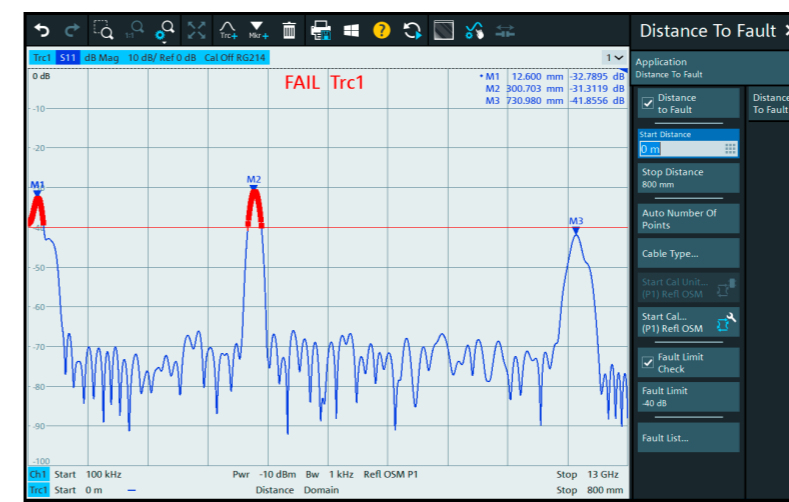 1:1
Trc+
Mkr+
?
Distance To Fault
Trc1 S11 dB Mag 10 dB/ Ref 0 dB Cal Off RG214
1
0 dB
FAIL Trc1
• M1 12.600 mm -32.7895 dB
M2 300.703 mm -31.3119 dB
M3 730.980 mm -41.8556 dB
-10
-20
M1
M2
M3
-40
-50
-60
-70
-80
-90
-100
Ch1 Start 100 kHz Pwr -10 dBm Bw 1 kHz Refl OSM P1 Stop 13 GHz
Trc1 Start 0 m Distance Domain Stop 800 mm
Application
Distance To Fault
Distance
to Fault
Distance
To Fault
Start Distance
0 m
Stop Distance
800 mm
Auto Number Of
Points
Cable Type...
Start Cal Unit...
(P1) Refl OSM
Start Cal...
(P1) Refl OSM
Fault Limit
Check
Fault Limit
-40 dB
Fault List...